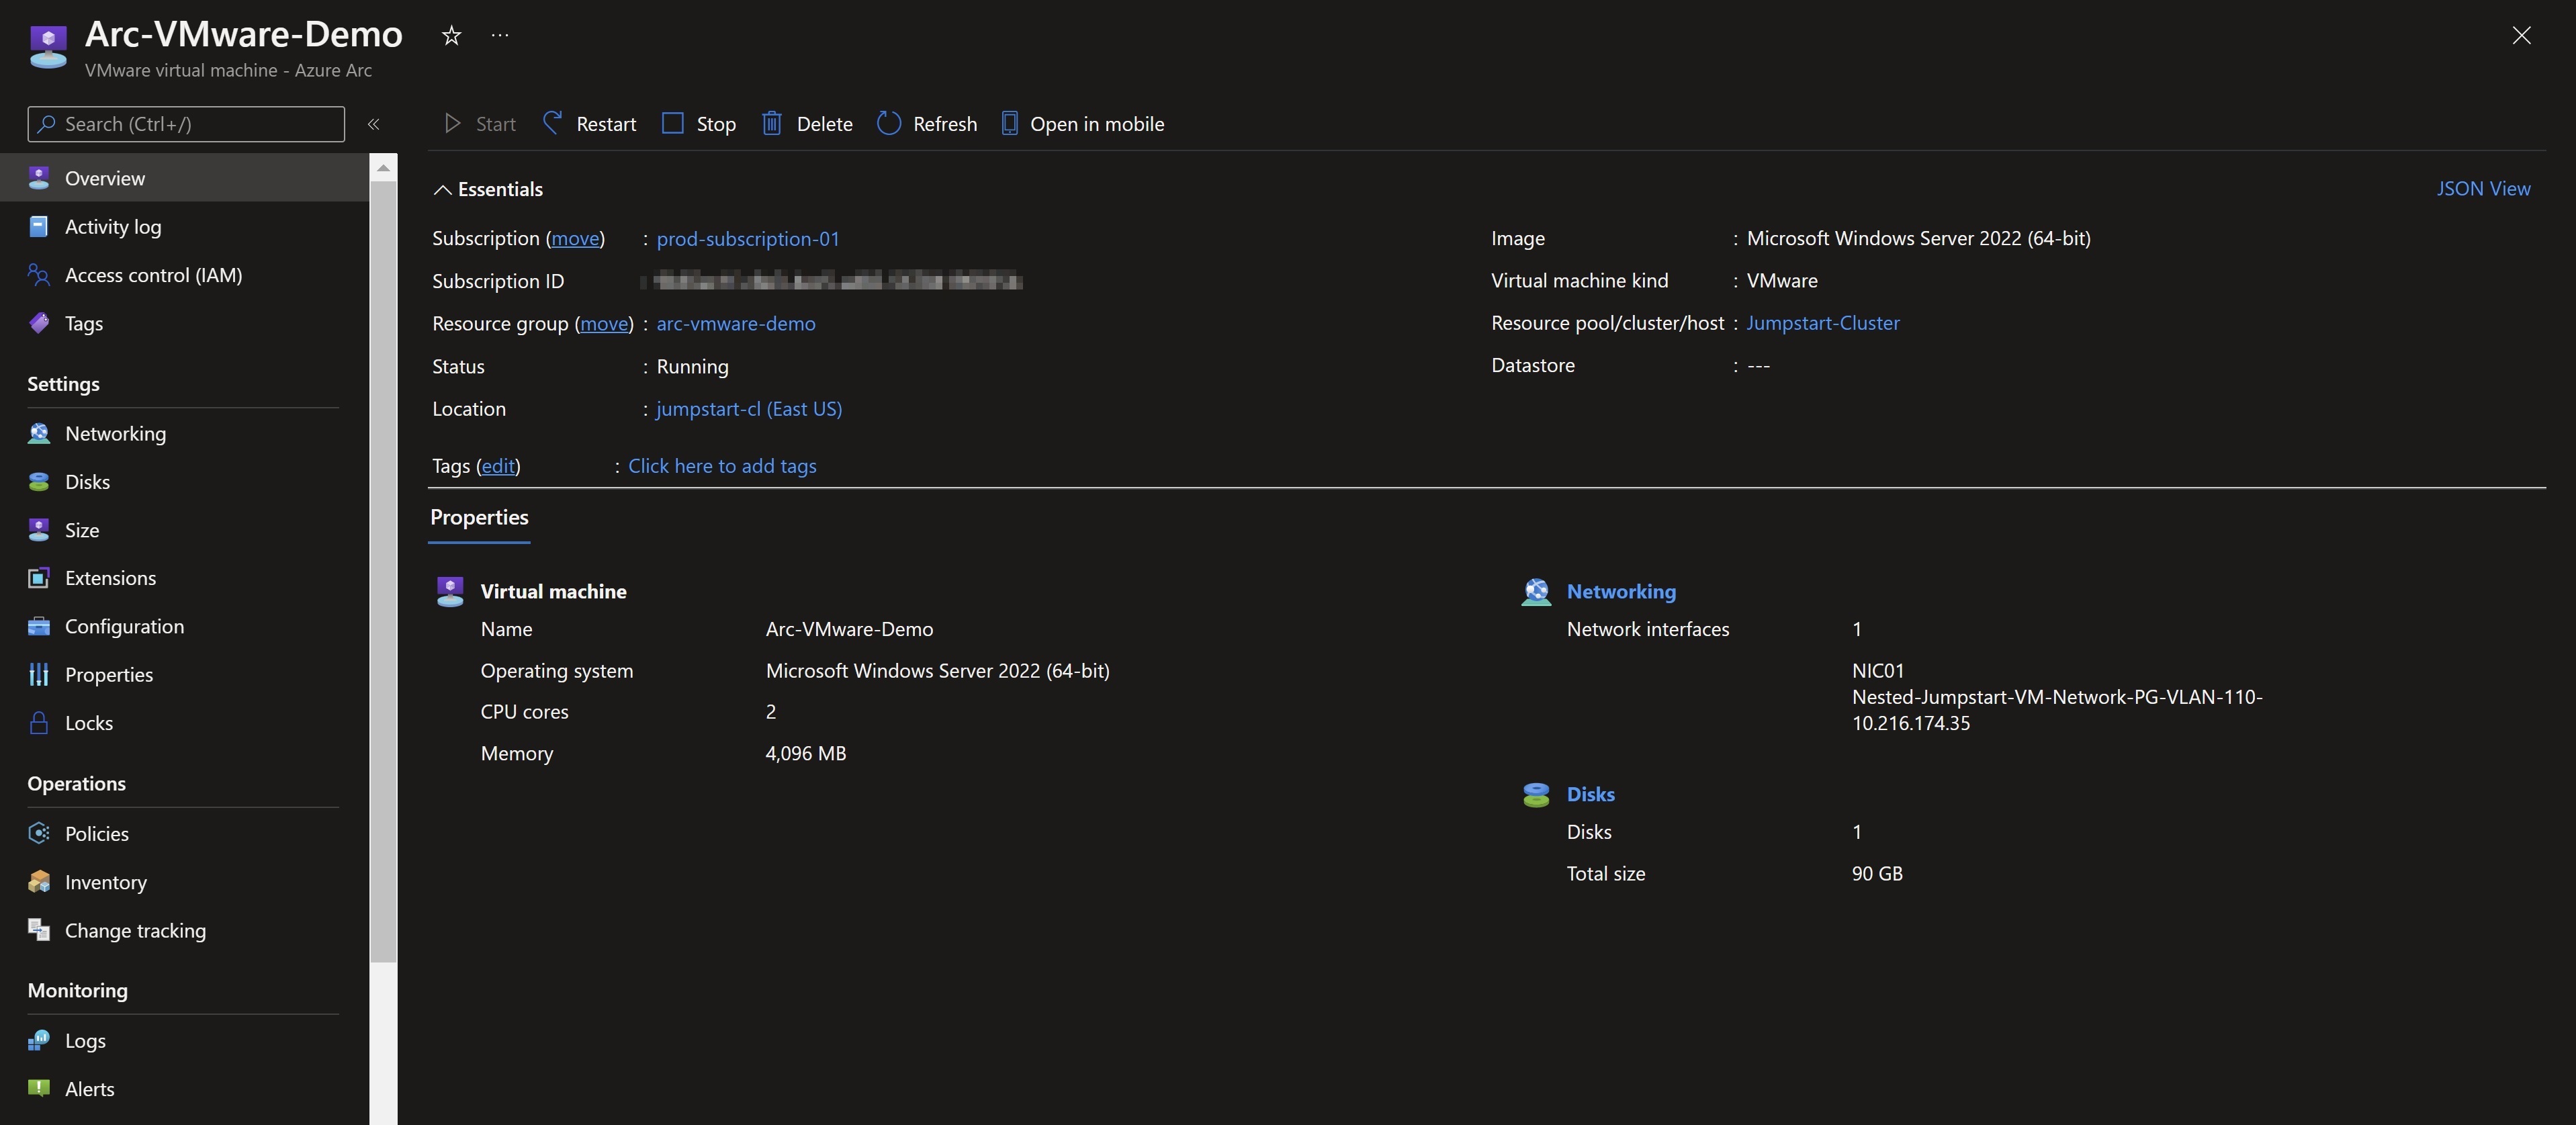 Arc-VMware-Demo
VMware virtual machine - Azure Arc
Search (Ctrl+/)
Start Restart Stop Delete Refresh Open in mobile
Overview
Activity log
Access control (IAM)
Tags
Settings
Networking
Disks
Size
Extensions
Configuration
Properties
Locks
Operations
Policies
Inventory
Change tracking
Monitoring
Logs
Alerts
Essentials
JSON View
Subscription (move) : prod-subscription-01
Subscription ID
Resource group (move) : arc-vmware-demo
Status : Running
Location : jumpstart-cl (East US)
Image : Microsoft Windows Server 2022 (64-bit)
Virtual machine kind : VMware
Resource pool/cluster/host : Jumpstart-Cluster
Datastore : ---
Tags (edit) : Click here to add tags
Properties
Virtual machine
Name Arc-VMware-Demo
Operating system Microsoft Windows Server 2022 (64-bit)
CPU cores 2
Memory 4,096 MB
Networking
Network interfaces 1
NIC01
Nested-Jumpstart-VM-Network-PG-VLAN-110-
10.216.174.35
Disks
Disks 1
Total size 90 GB